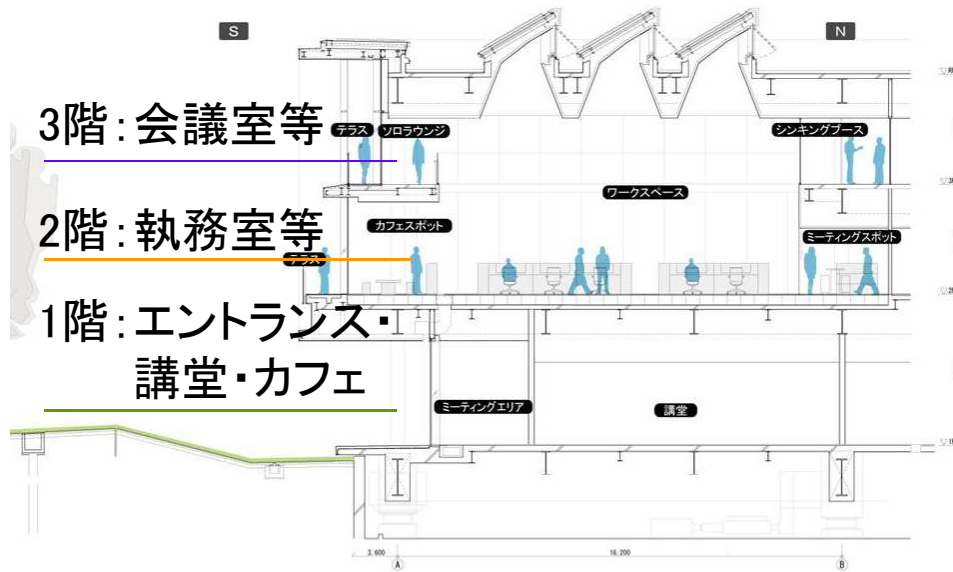 S
N
3階：会議室等
テラス
ソロラウンジ
シンキングブース
ワークスペース
2階：執務室等
カフェスポット
テラス
ミーティングスポット
1階：エントランス・
講堂・カフェ
ミーティングエリア
講堂
3,600
16,200
A
B